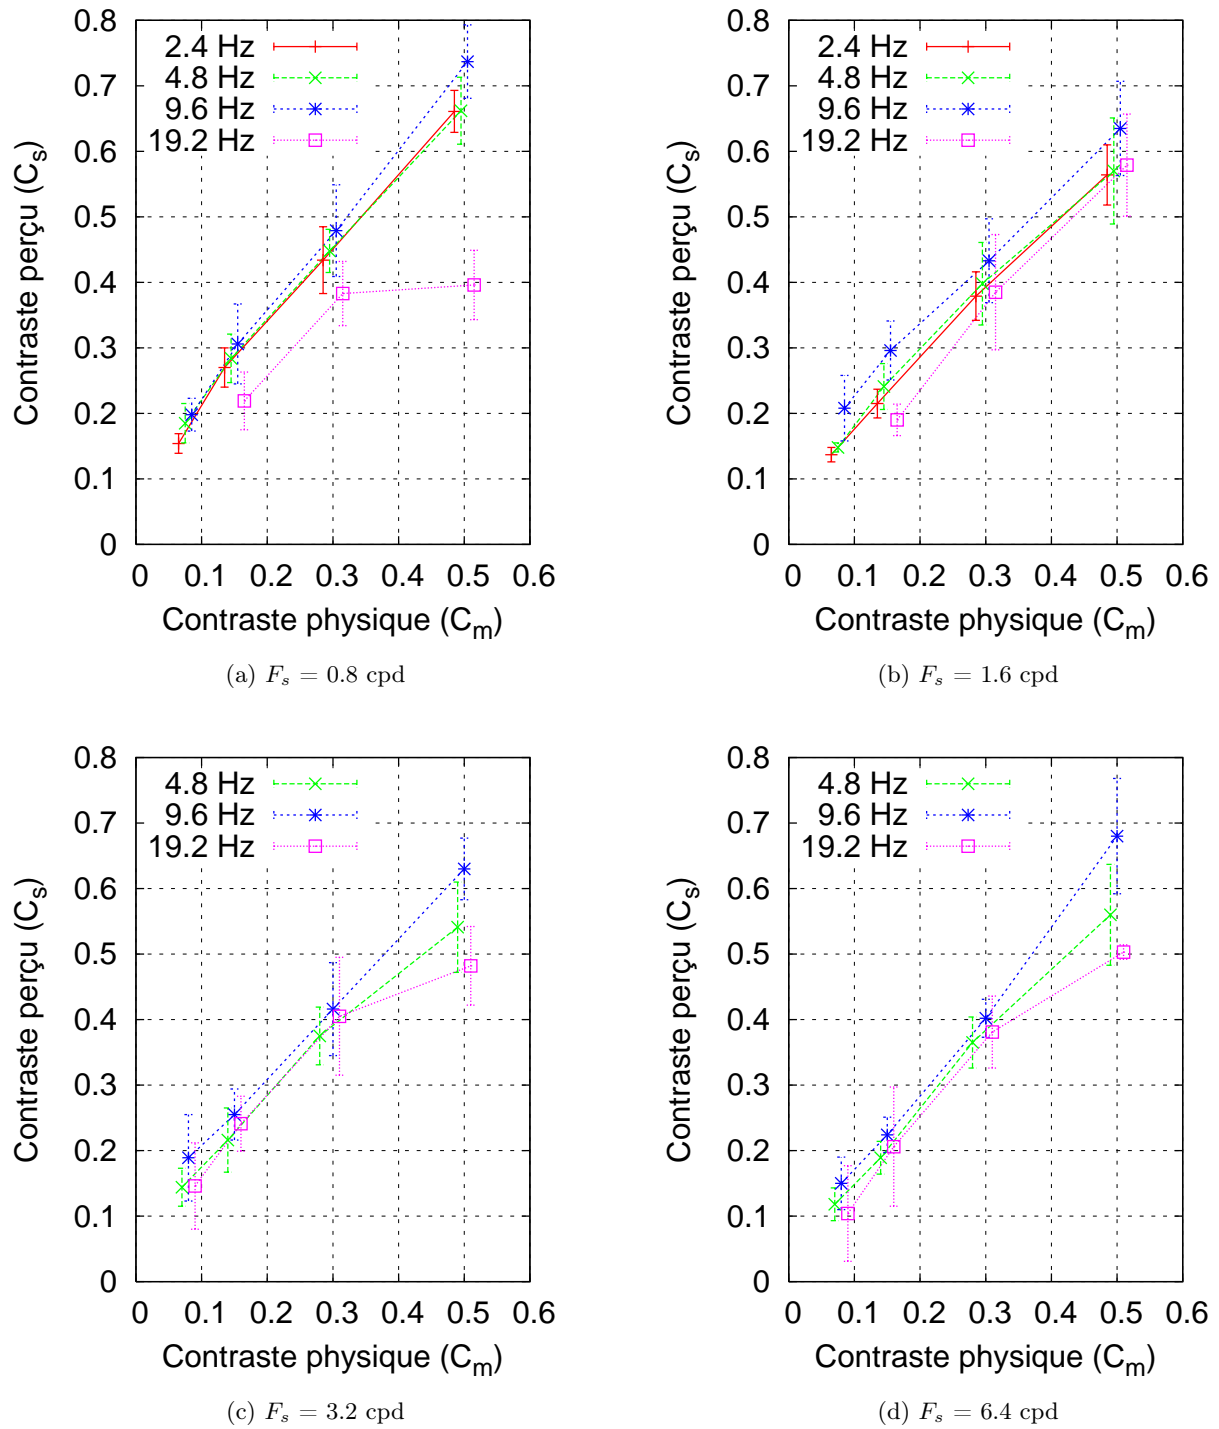 0.8
0.7
0.6
0.5
0.4
0.3
0.2
0.1
0
0 0.1 0.2 0.3 0.4 0.5 0.6
Contraste perçu (Cs)
Contraste physique (Cm)
2.4 Hz
4.8 Hz
9.6 Hz
19.2 Hz
(a) Fs = 0.8 cpd
0.8
0.7
0.6
0.5
0.4
0.3
0.2
0.1
0
0 0.1 0.2 0.3 0.4 0.5 0.6
Contraste perçu (Cs)
Contraste physique (Cm)
2.4 Hz
4.8 Hz
9.6 Hz
19.2 Hz
(b) Fs = 1.6 cpd
0.8
0.7
0.6
0.5
0.4
0.3
0.2
0.1
0
0 0.1 0.2 0.3 0.4 0.5 0.6
Contraste perçu (Cs)
Contraste physique (Cm)
4.8 Hz
9.6 Hz
19.2 Hz
(c) Fs = 3.2 cpd
0.8
0.7
0.6
0.5
0.4
0.3
0.2
0.1
0
0 0.1 0.2 0.3 0.4 0.5 0.6
Contraste perçu (Cs)
Contraste physique (Cm)
4.8 Hz
9.6 Hz
19.2 Hz
(d) Fs = 6.4 cpd